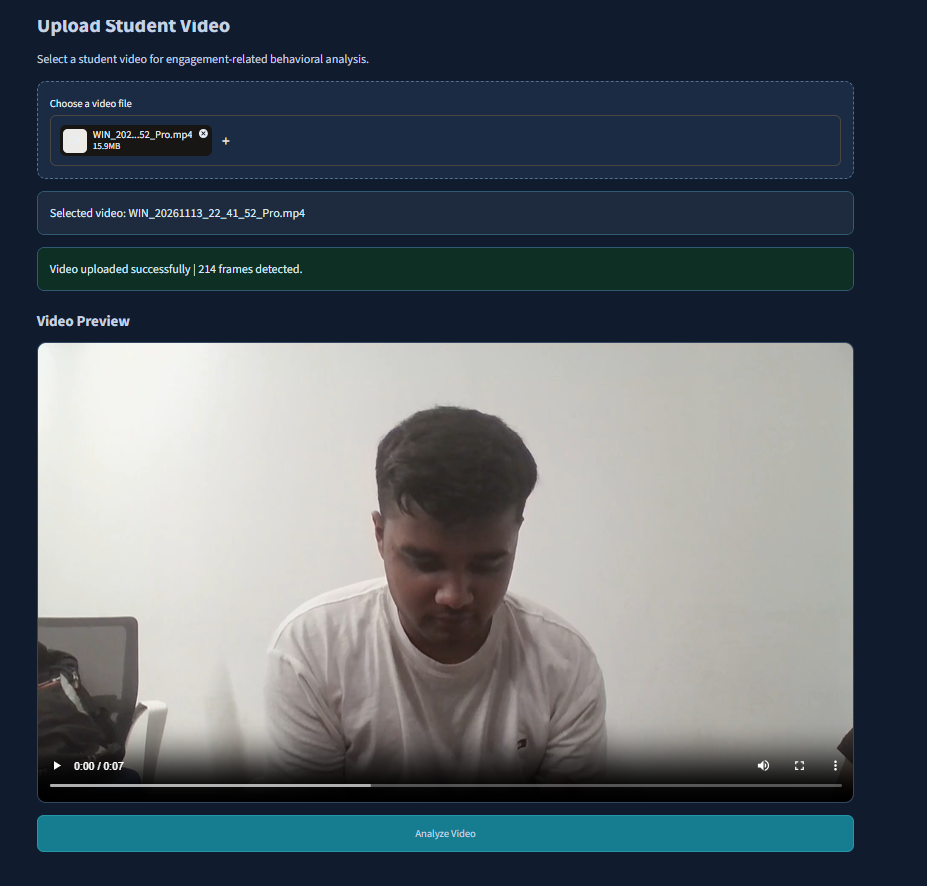 Upload Student Video
Select a student video for engagement-related behavioral analysis.
Choose a video file
WIN_202...52_Pro.mp4
15.9MB
Selected video: WIN_20261113_22_41_52_Pro.mp4
Video uploaded successfully | 214 frames detected.
Video Preview
0:00 / 0:07
Analyze Video